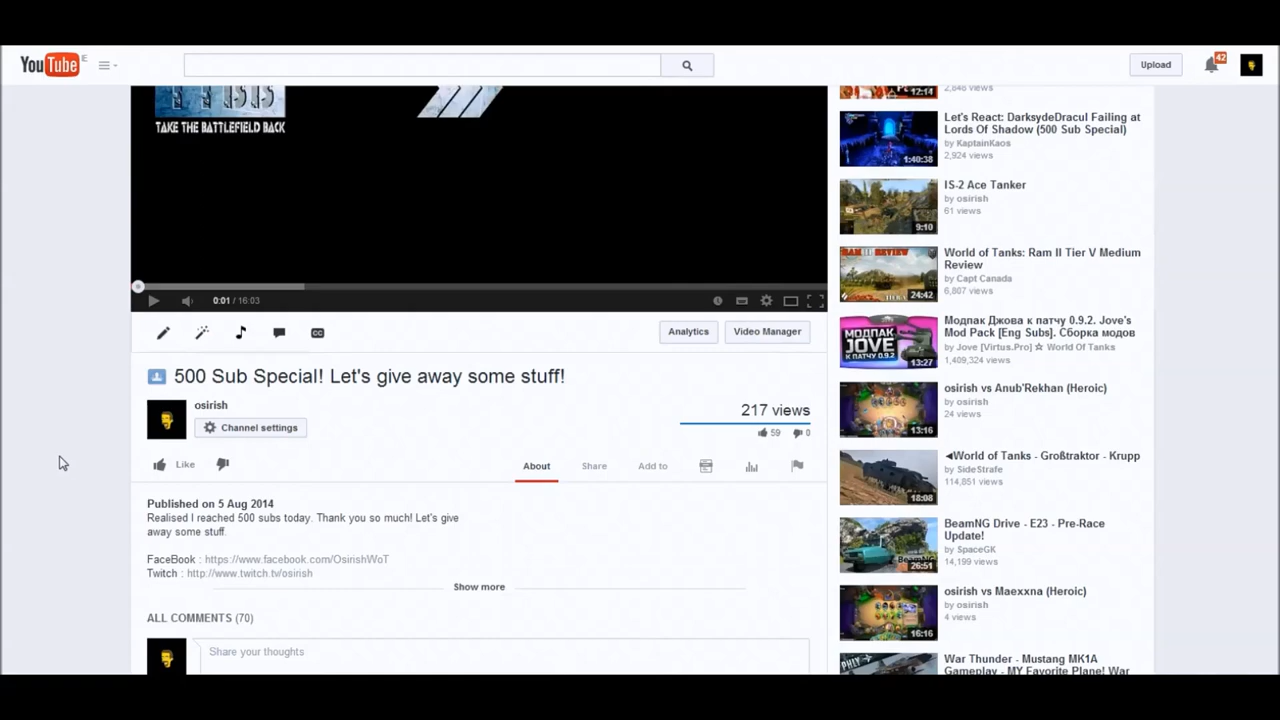 YouTube E
Upload
42
TAKE THE BATTLEFIELD BACK
0:01 / 16:03
CC
Analytics
Video Manager
500 Sub Special! Let's give away some stuff!
osirish
Channel settings
217 views
59
0
Like
About
Share
Add to
Published on 5 Aug 2014
Realised I reached 500 subs today. Thank you so much! Let's give
away some stuff.
FaceBook : https://www.facebook.com/OsirishWoT
Twitch : http://www.twitch.tv/osirish
Show more
ALL COMMENTS (70)
Share your thoughts
12:14
2,846 views
1:40:38
Let's React: DarksydeDracul Failing at
Lords Of Shadow (500 Sub Special)
by KaptainKaos
2,924 views
9:10
IS-2 Ace Tanker
by osirish
61 views
RAM II REVIEW
24:42
World of Tanks: Ram II Tier V Medium
Review
by Capt Canada
6,807 views
МОДПАК
JOVE
К ПАТЧУ 0.9.2.
13:27
Модпак Джова к патчу 0.9.2. Jove's
Mod Pack [Eng Subs]. Сборка модов
by Jove [Virtus.Pro] ☆ World Of Tanks
1,409,324 views
13:16
osirish vs Anub'Rekhan (Heroic)
by osirish
24 views
18:08
◄World of Tanks - Großtraktor - Krupp
by SideStrafe
114,851 views
26:51
BeamNG Drive - E23 - Pre-Race
Update!
by SpaceGK
14,199 views
16:16
osirish vs Maexxna (Heroic)
by osirish
4 views
PHLY
War Thunder - Mustang MK1A
Gameplay - MY Favorite Plane! War